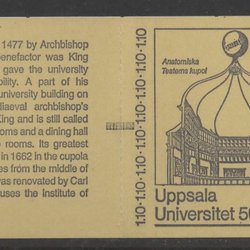 1477 by Archbishop
enefactor was King
gave the university
bility. A part of his
university building on
diaeval archbishop's
King and is still called
oms and a dining hall
rooms. Its greatest
in 1662 in the cupola
es from the middle of
was renovated by Carl
uses the Institute of
1.10 1.10 1.10 1.10 1.10
1.10 1.10 1.10 1.10 1.10
Anatomiska
Teaterns kupol
Uppsala
Universitet 50